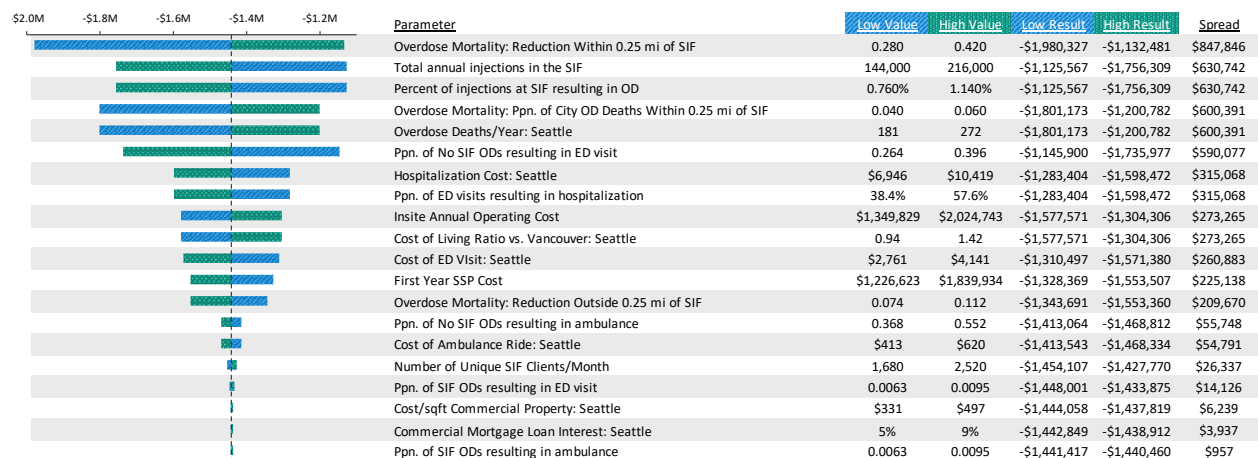 $2.0M -$1.8M -$1.6M -$1.4M -$1.2M
Parameter Low Value High Value Low Result High Result Spread
Overdose Mortality: Reduction Within 0.25 mi of SIF 0.280 0.420 -$1,980,327 -$1,132,481 $847,846
Total annual injections in the SIF 144,000 216,000 -$1,125,567 -$1,756,309 $630,742
Percent of injections at SIF resulting in OD 0.760% 1.140% -$1,125,567 -$1,756,309 $630,742
Overdose Mortality: Ppn. of City OD Deaths Within 0.25 mi of SIF 0.040 0.060 -$1,801,173 -$1,200,782 $600,391
Overdose Deaths/Year: Seattle 181 272 -$1,801,173 -$1,200,782 $600,391
Ppn. of No SIF ODs resulting in ED visit 0.264 0.396 -$1,145,900 -$1,735,977 $590,077
Hospitalization Cost: Seattle $6,946 $10,419 -$1,283,404 -$1,598,472 $315,068
Ppn. of ED visits resulting in hospitalization 38.4% 57.6% -$1,283,404 -$1,598,472 $315,068
Insite Annual Operating Cost $1,349,829 $2,024,743 -$1,577,571 -$1,304,306 $273,265
Cost of Living Ratio vs. Vancouver: Seattle 0.94 1.42 -$1,577,571 -$1,304,306 $273,265
Cost of ED VIsit: Seattle $2,761 $4,141 -$1,310,497 -$1,571,380 $260,883
First Year SSP Cost $1,226,623 $1,839,934 -$1,328,369 -$1,553,507 $225,138
Overdose Mortality: Reduction Outside 0.25 mi of SIF 0.074 0.112 -$1,343,691 -$1,553,360 $209,670
Ppn. of No SIF ODs resulting in ambulance 0.368 0.552 -$1,413,064 -$1,468,812 $55,748
Cost of Ambulance Ride: Seattle $413 $620 -$1,413,543 -$1,468,334 $54,791
Number of Unique SIF Clients/Month 1,680 2,520 -$1,454,107 -$1,427,770 $26,337
Ppn. of SIF ODs resulting in ED visit 0.0063 0.0095 -$1,448,001 -$1,433,875 $14,126
Cost/sqft Commercial Property: Seattle $331 $497 -$1,444,058 -$1,437,819 $6,239
Commercial Mortgage Loan Interest: Seattle 5% 9% -$1,442,849 -$1,438,912 $3,937
Ppn. of SIF ODs resulting in ambulance 0.0063 0.0095 -$1,441,417 -$1,440,460 $957